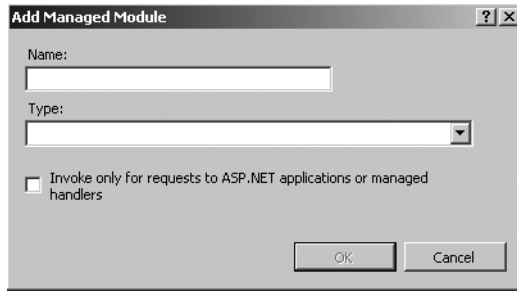 Add Managed Module
Name:
Type:
Invoke only for requests to ASP.NET applications or managed
handlers
OK
Cancel